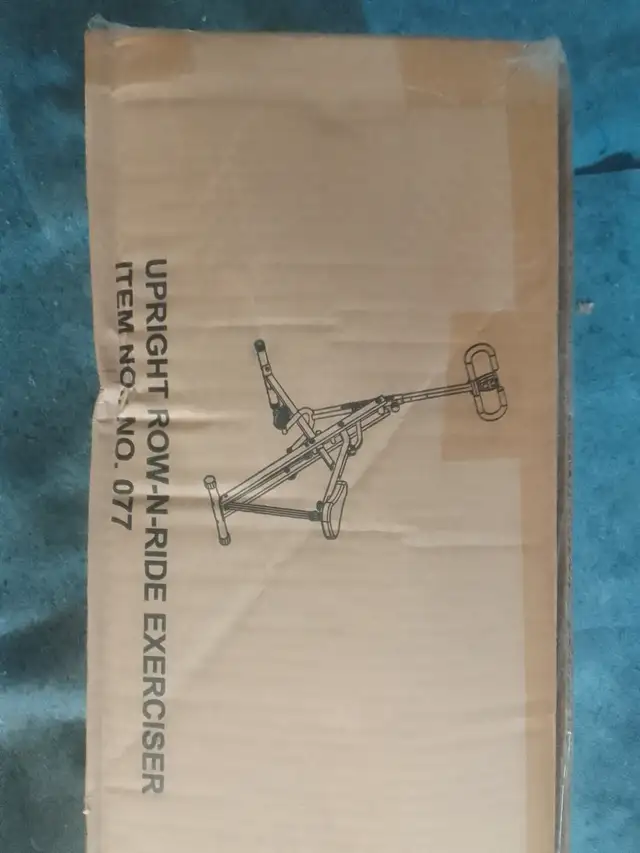 UPRIGHT ROW-N-RIDE EXERCISER
ITEM NO: NO. 077